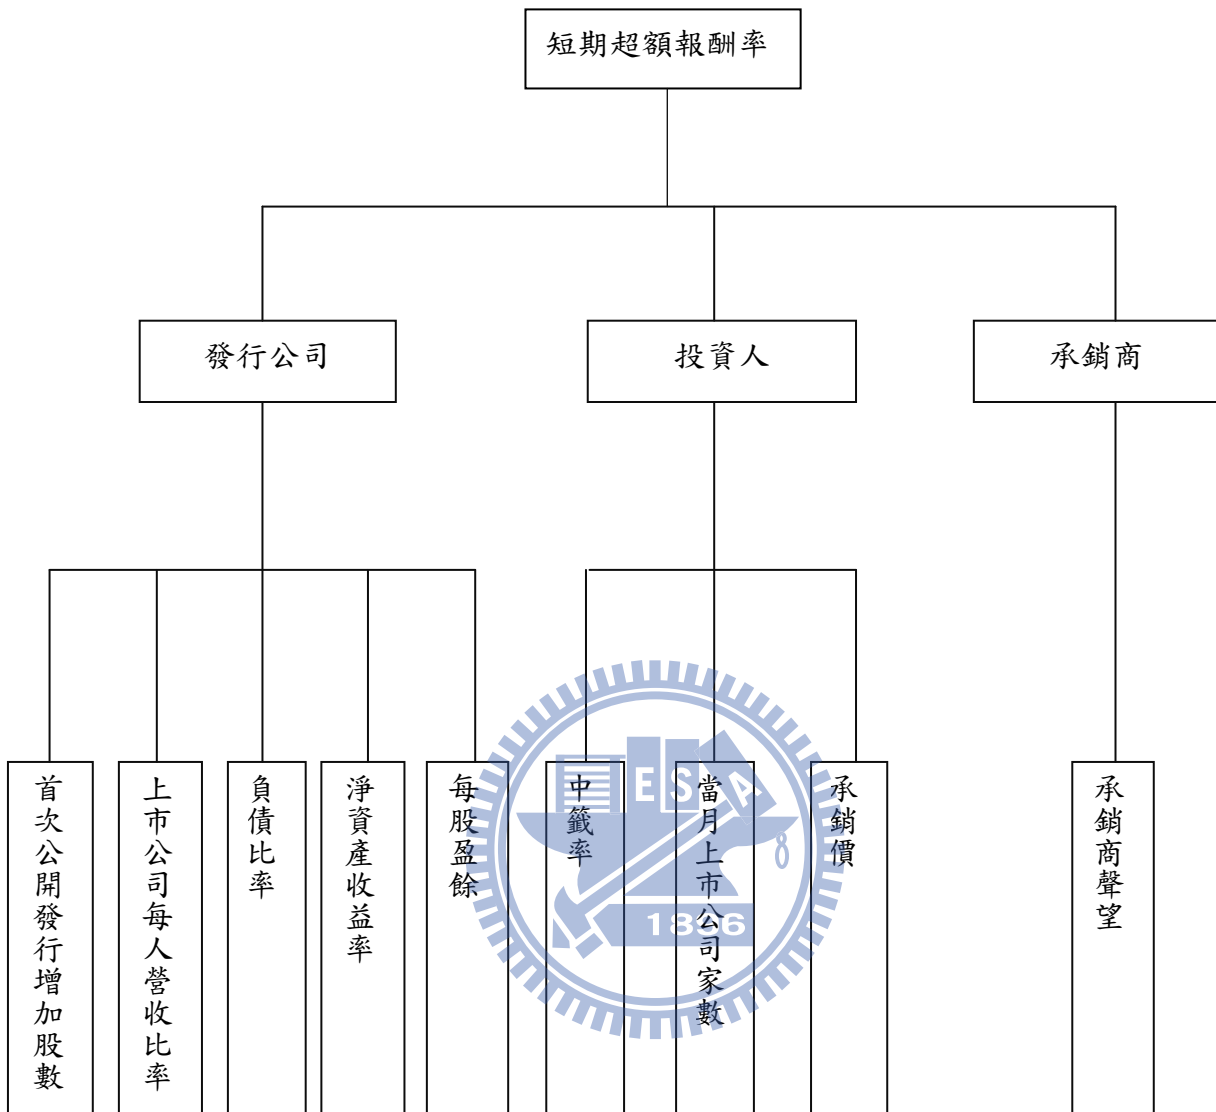 短期超額報酬率
發行公司
投資人
承銷商
首次公開發行增加股數
上市公司每人營收比率
負債比率
淨資產收益率
每股盈餘
中籤率
當月上市公司家數
承銷價
承銷商聲望
E S A
1896